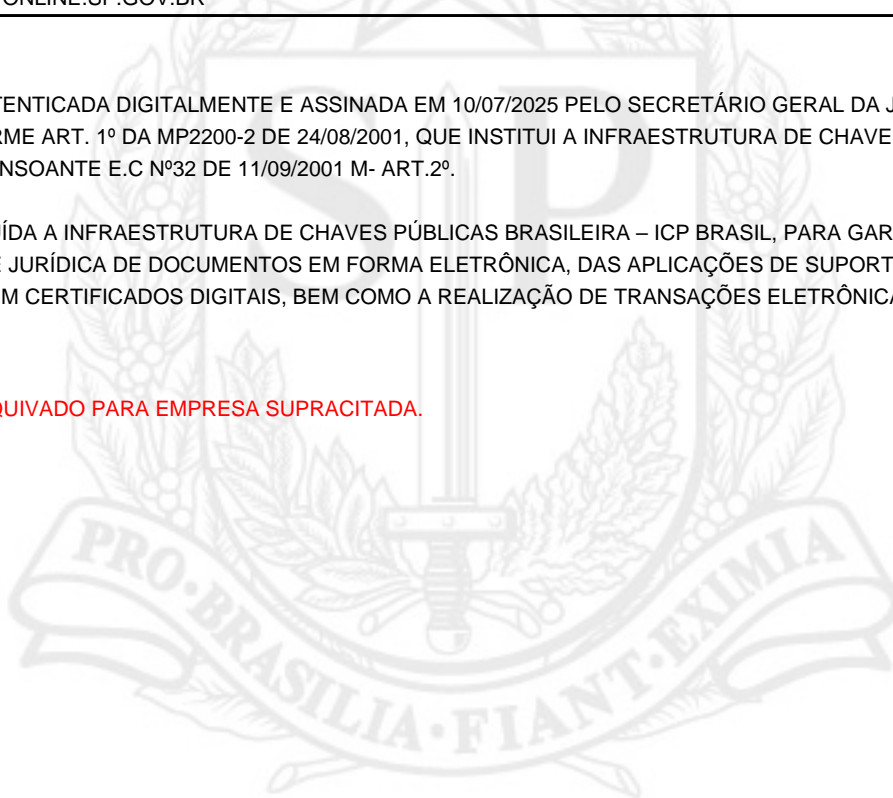 ONLINE.SP.GOV.BR
TENTICADA DIGITALMENTE E ASSINADA EM 10/07/2025 PELO SECRETÁRIO GERAL DA J
RME ART. 1º DA MP2200-2 DE 24/08/2001, QUE INSTITUI A INFRAESTRUTURA DE CHAVE
NSOANTE E.C Nº32 DE 11/09/2001 M- ART.2º.
ÍDA A INFRAESTRUTURA DE CHAVES PÚBLICAS BRASILEIRA – ICP BRASIL, PARA GAR
E JURÍDICA DE DOCUMENTOS EM FORMA ELETRÔNICA, DAS APLICAÇÕES DE SUPORT
M CERTIFICADOS DIGITAIS, BEM COMO A REALIZAÇÃO DE TRANSAÇÕES ELETRÔNICA
QUIVADO PARA EMPRESA SUPRACITADA.
SP
PRO·BRASILIA·FIANT·EXIMIA